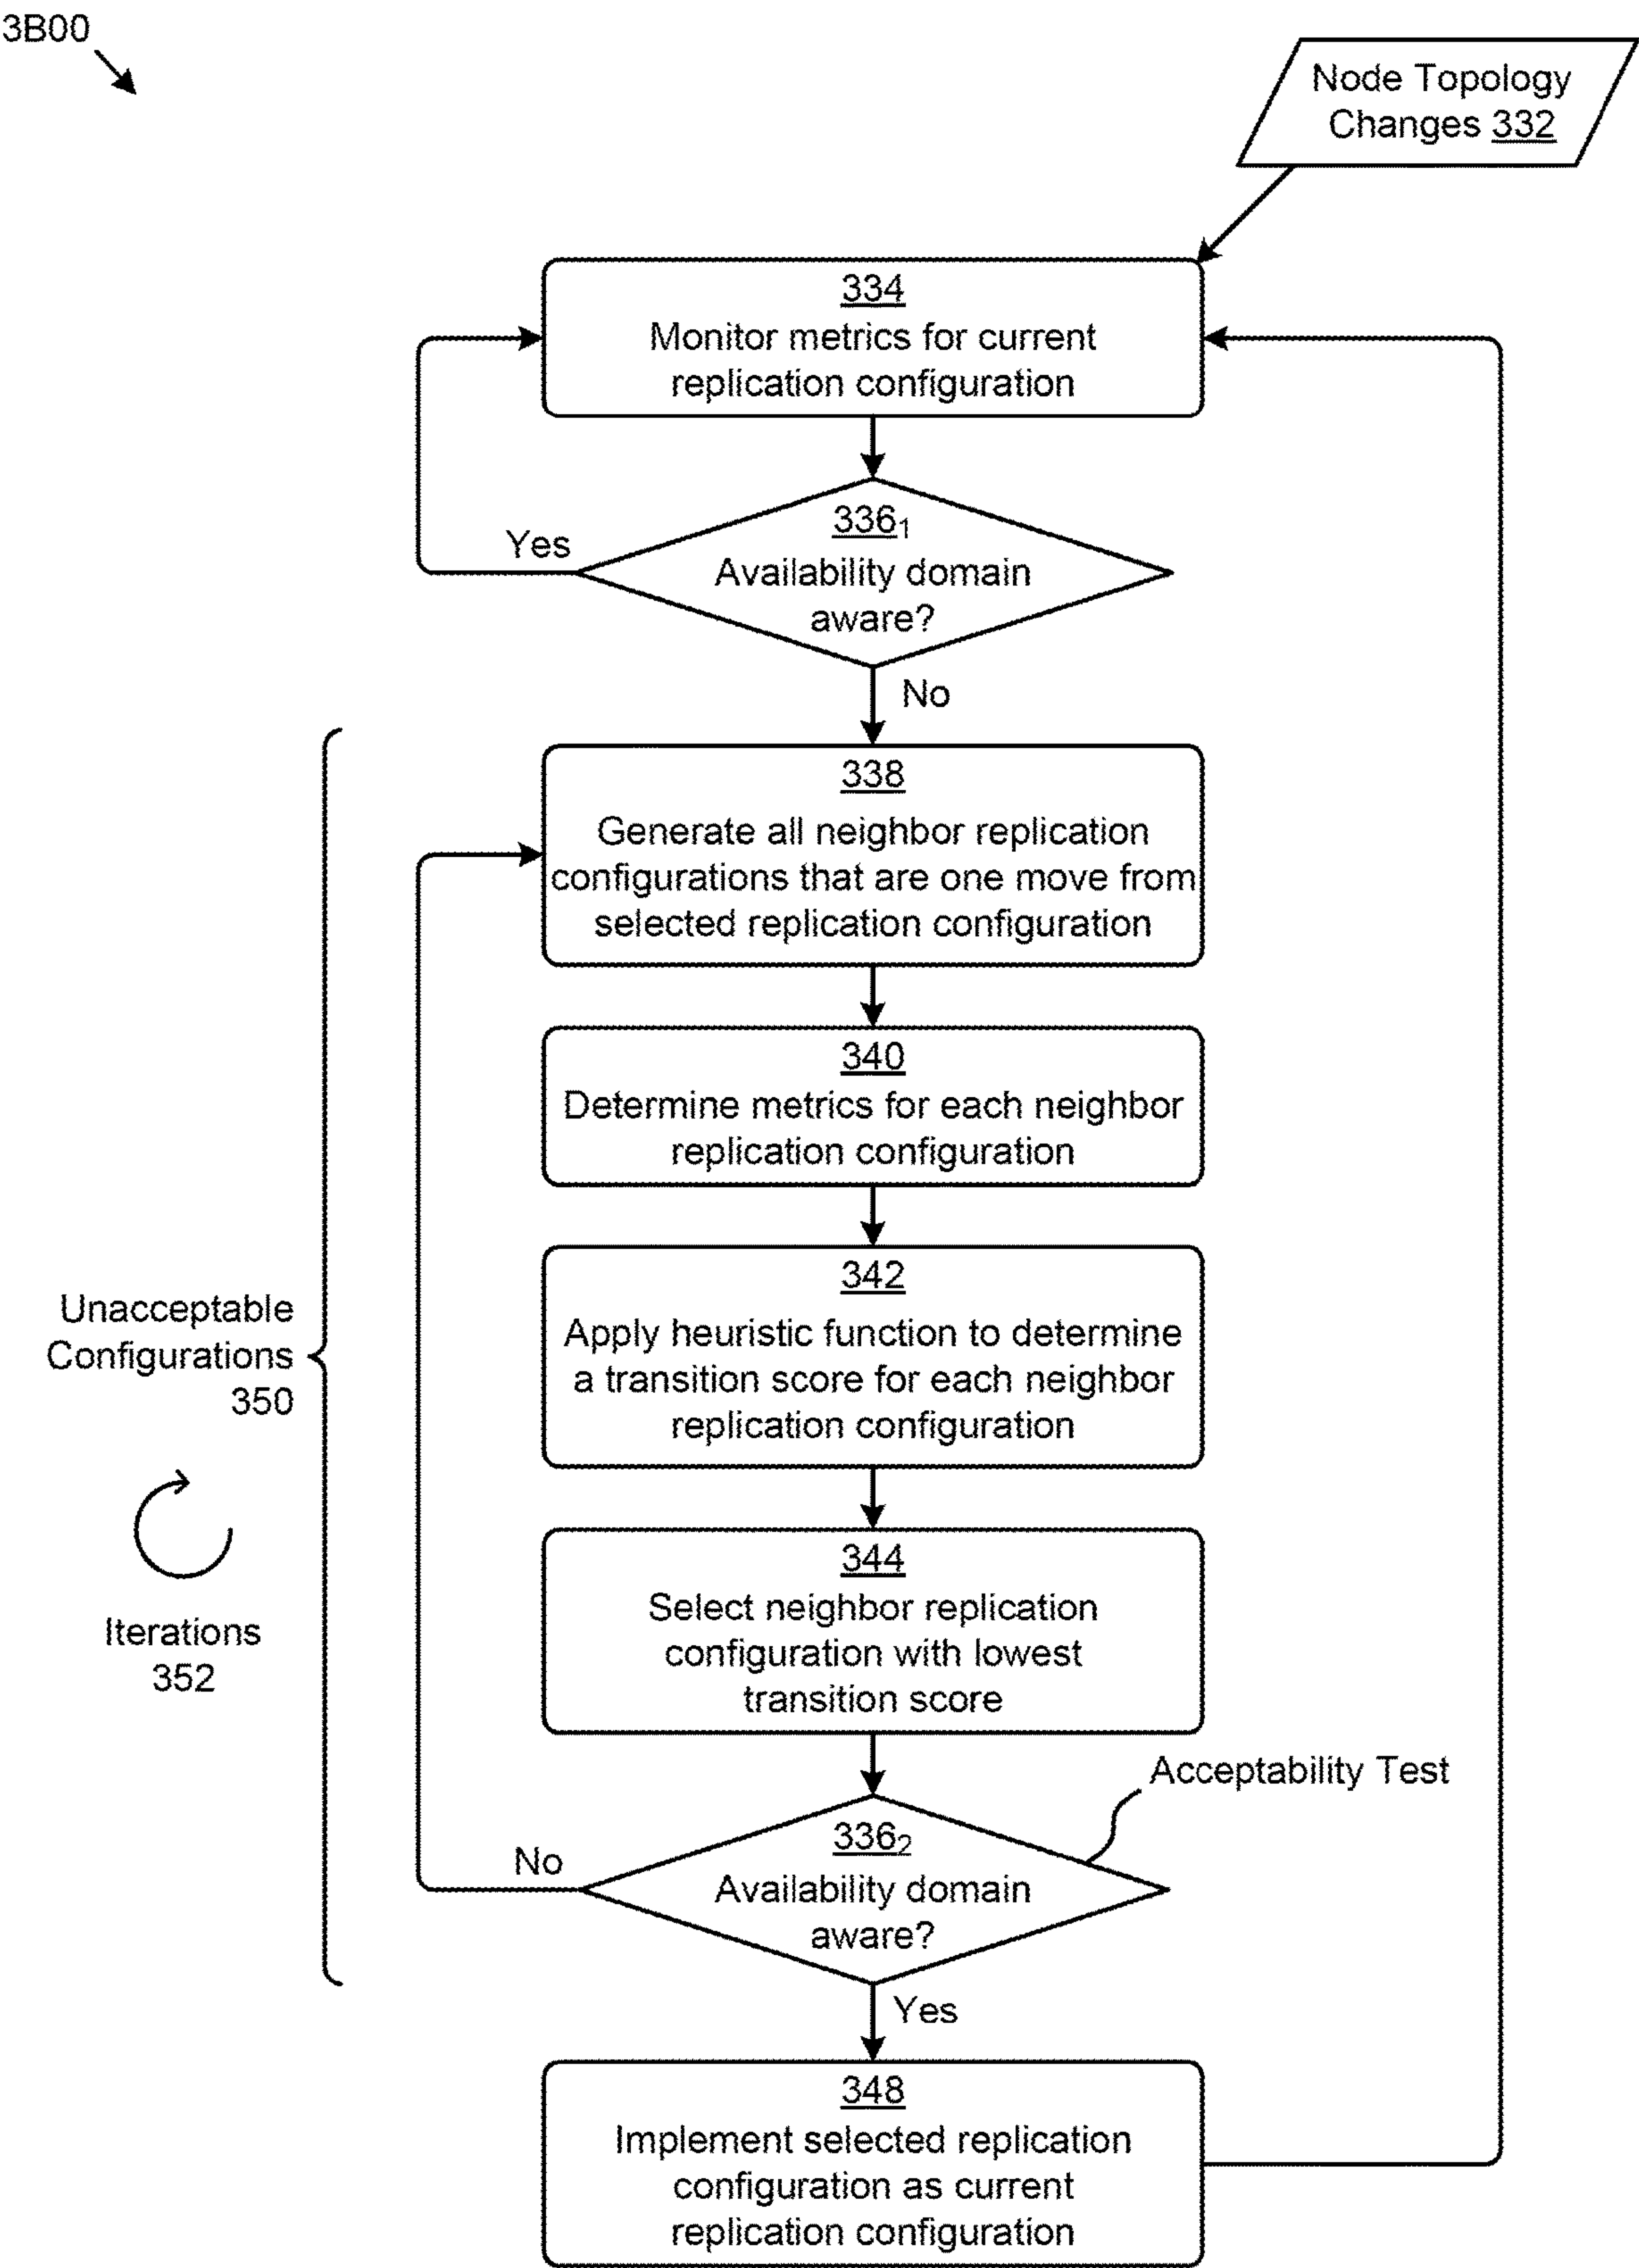 3B00
Node Topology
Changes 332
334
Monitor metrics for current
replication configuration
336₁
Availability domain
aware?
Yes
No
338
Generate all neighbor replication
configurations that are one move from
selected replication configuration
340
Determine metrics for each neighbor
replication configuration
342
Apply heuristic function to determine
a transition score for each neighbor
replication configuration
Unacceptable
Configurations
350
Iterations
352
344
Select neighbor replication
configuration with lowest
transition score
Acceptability Test
336₂
Availability domain
aware?
No
Yes
348
Implement selected replication
configuration as current
replication configuration